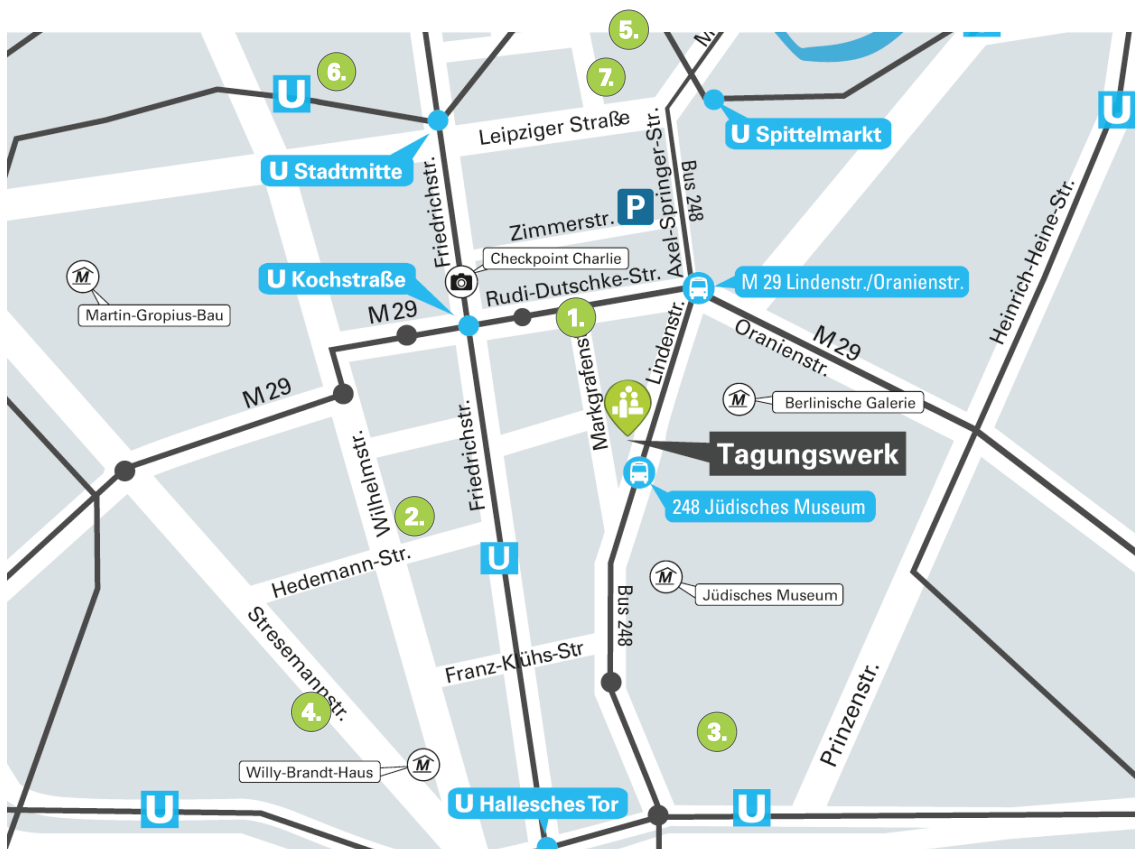 5.
6.
7.
M
U
U
Leipziger Straße
U Spittelmarkt
U Stadtmitte
Friedrichstr.
Axel-Springer-Str.
Bus 248
P
Zimmerstr.
Heinrich-Heine-Str.
Checkpoint Charlie
U Kochstraße
Rudi-Dutschke-Str.
M 29 Lindenstr./Oranienstr.
Martin-Gropius-Bau
M 29
1.
Lindenstr.
Oranienstr.
M 29
M 29
Markgrafens
Berlinische Galerie
Friedrichstr.
Wilhelmstr.
Tagungswerk
2.
248 Jüdisches Museum
Hedemann-Str.
U
Bus 248
Jüdisches Museum
Stresemannstr.
Franz-Klühs-Str
4.
3.
Prinzenstr.
Willy-Brandt-Haus
U
U Hallesches Tor
U